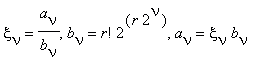 ξ_ν = a_ν / b_ν, b_ν = r! 2^(r 2^ν), a_ν = ξ_ν b_ν